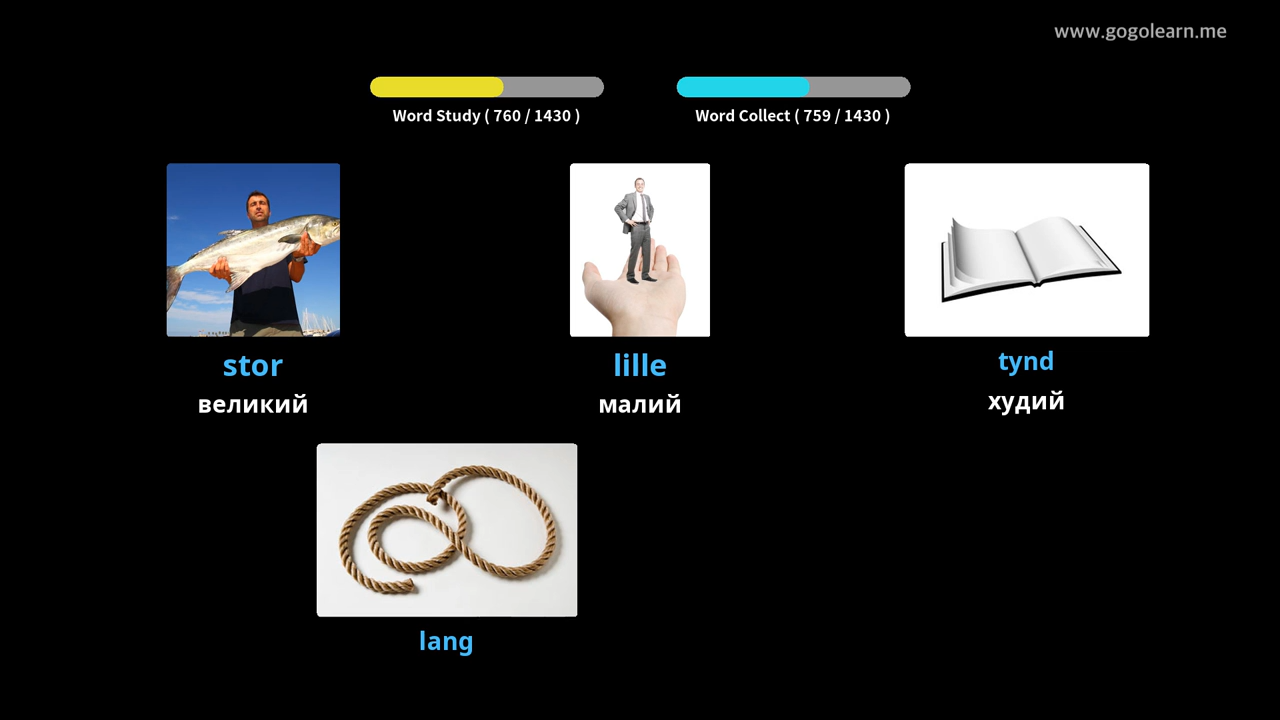 www.gogolearn.me
Word Study ( 760 / 1430 )
Word Collect ( 759 / 1430 )
stor
великий
lille
малий
tynd
худий
lang